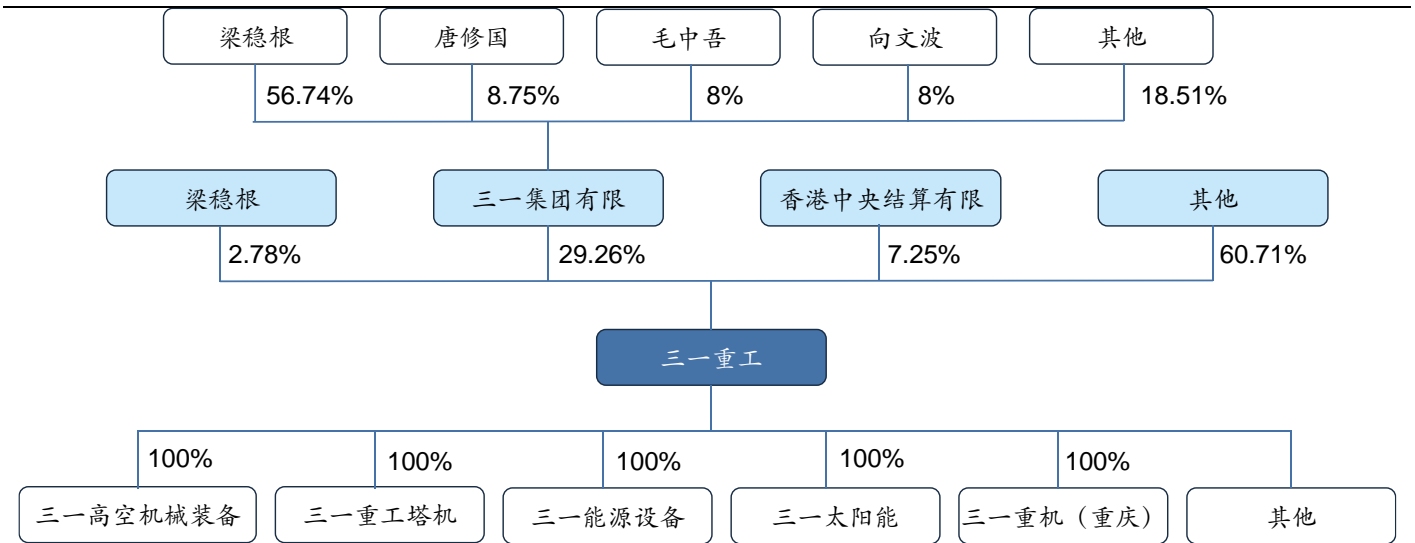 梁稳根
唐修国
毛中吾
向文波
其他
56.74%
8.75%
8%
8%
18.51%
梁稳根
三一集团有限
香港中央结算有限
其他
2.78%
29.26%
7.25%
60.71%
三一重工
100%
100%
100%
100%
100%
三一高空机械装备
三一重工塔机
三一能源设备
三一太阳能
三一重机（重庆）
其他